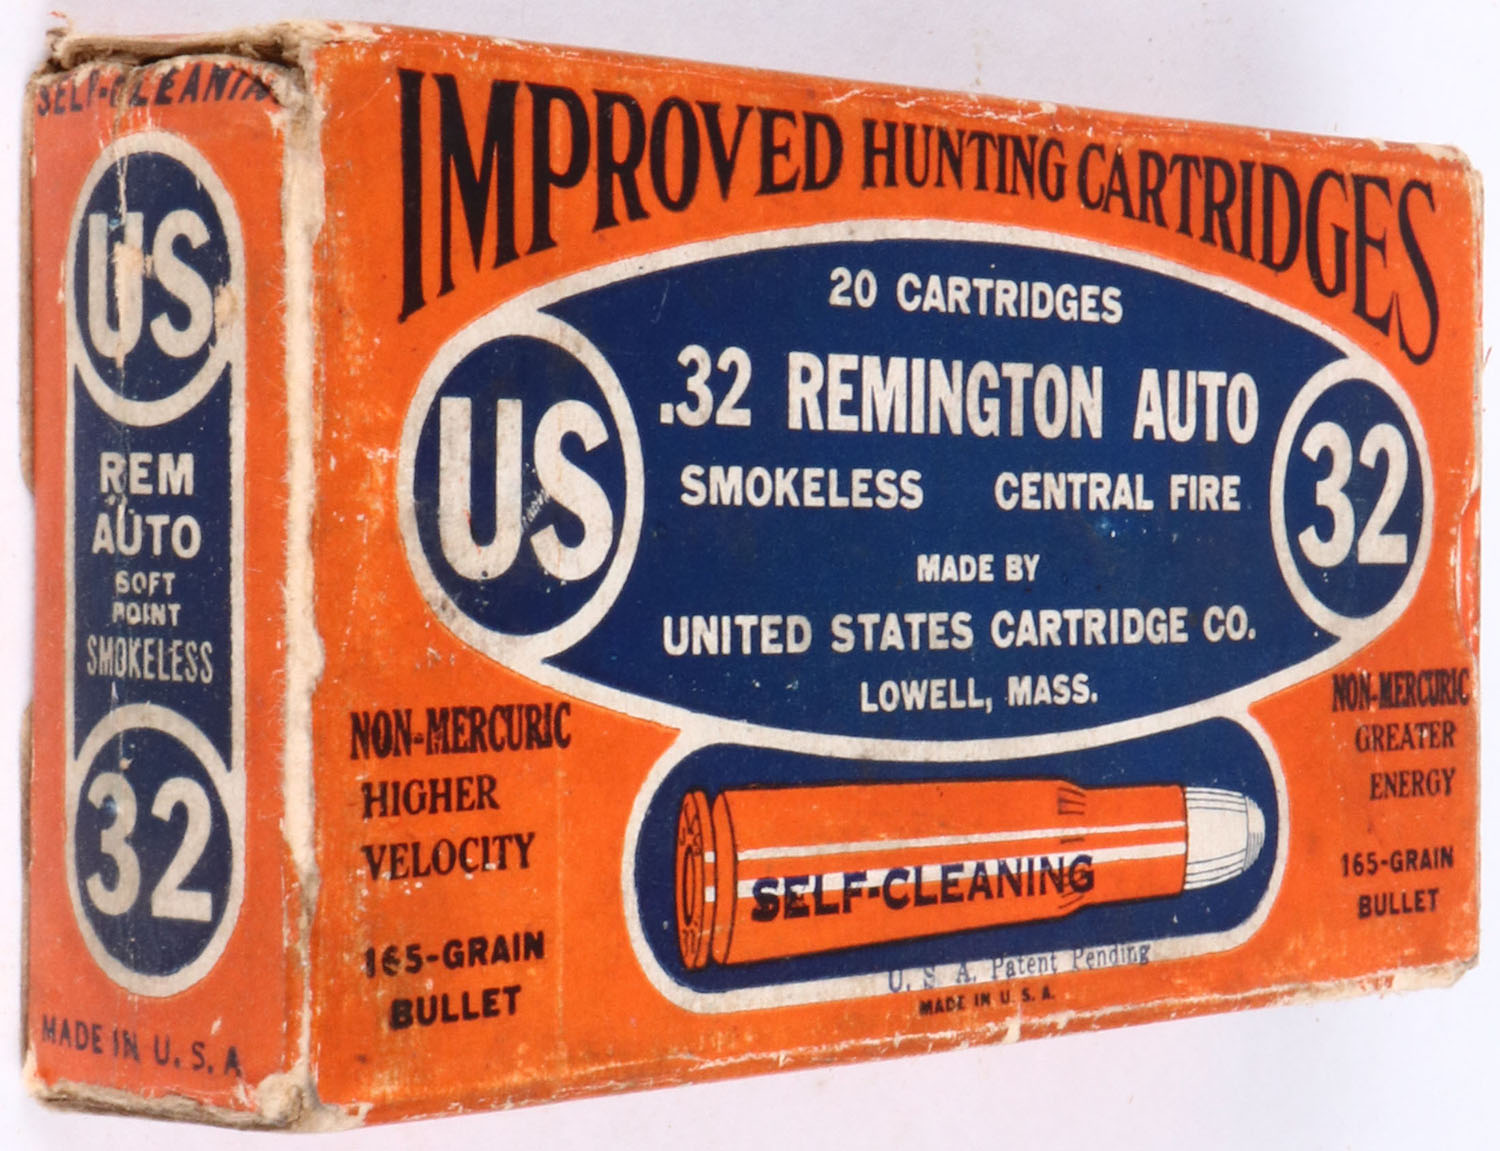 SELF-CLEANING
US
REM
AUTO
SOFT
POINT
SMOKELESS
32
MADE IN U.S.A
IMPROVED HUNTING CARTRIDGES
20 CARTRIDGES
US
.32 REMINGTON AUTO
32
SMOKELESS CENTRAL FIRE
MADE BY
UNITED STATES CARTRIDGE CO.
LOWELL, MASS.
NON-MERCURIC
HIGHER
VELOCITY
165-GRAIN
BULLET
SELF-CLEANING
U. S. A. Patent Pending
MADE IN U.S.A.
NON-MERCURIC
GREATER
ENERGY
165-GRAIN
BULLET